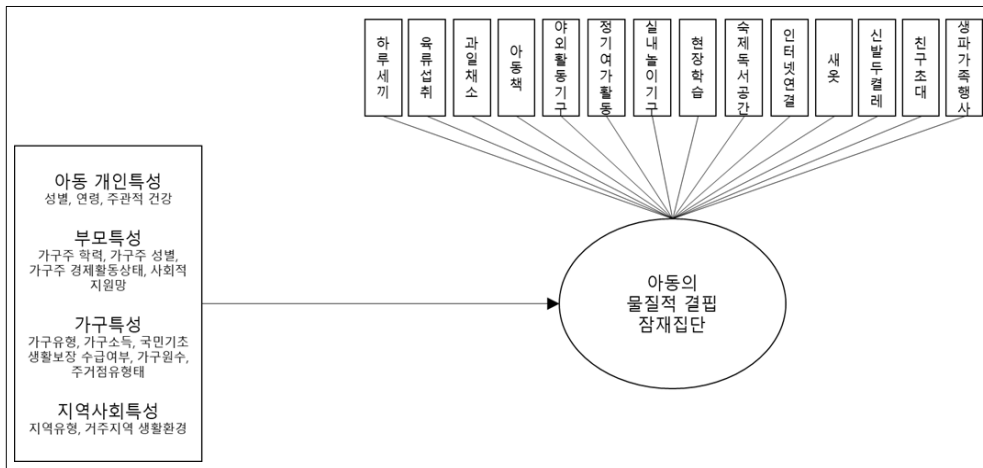 하루세끼
육류섭취
과일채소
아동책
야외활동기구
정기여가활동
실내놀이기구
현장학습
숙제독서공간
인터넷연결
새옷
신발두켤레
친구초대
생파가족행사
아동 개인특성
성별, 연령, 주관적 건강
부모특성
가구주 학력, 가구주 성별,
가구주 경제활동상태, 사회적
지원망
가구특성
가구유형, 가구소득, 국민기초
생활보장 수급여부, 가구원수,
주거점유형태
지역사회특성
지역유형, 거주지역 생활환경
아동의
물질적 결핍
잠재집단